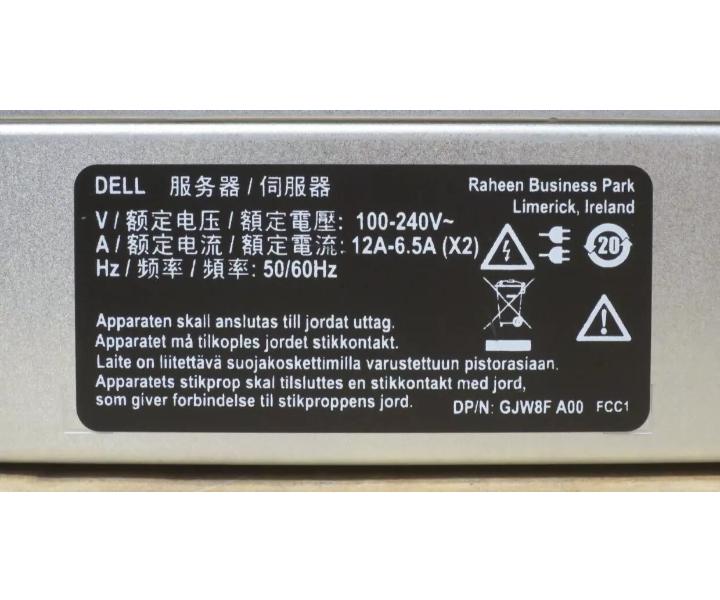 DELL 服务器 / 伺服器
Raheen Business Park
Limerick, Ireland
V / 额定电压 / 額定電壓: 100-240V~
A / 额定电流 / 額定電流: 12A-6.5A (X2)
Hz / 频率 / 頻率: 50/60Hz
20
Apparaten skall anslutas till jordat uttag.
Apparatet må tilkoples jordet stikkontakt.
Laite on liitettävä suojakoskettimilla varustettuun pistorasiaan.
Apparatets stikprop skal tilsluttes en stikkontakt med jord,
som giver forbindelse til stikproppens jord.
DP/N: GJW8F A00 FCC1